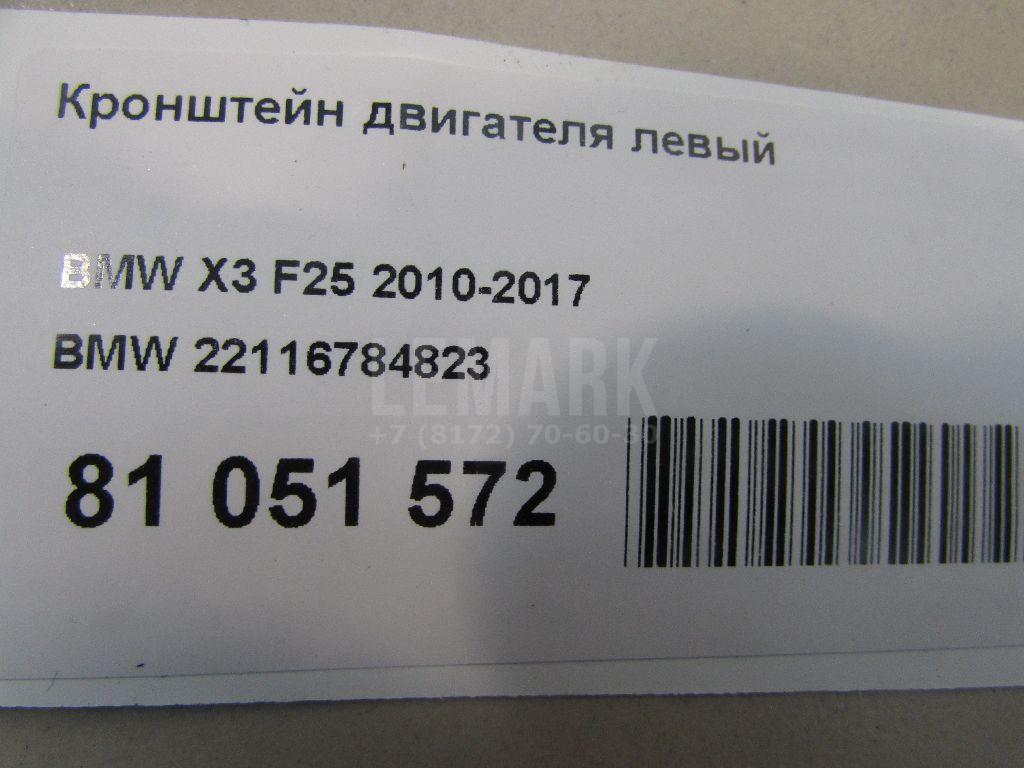 Кронштейн двигателя левый
BMW X3 F25 2010-2017
BMW 22116784823
LEMARK
+7 (8172) 70-60-30
81 051 572